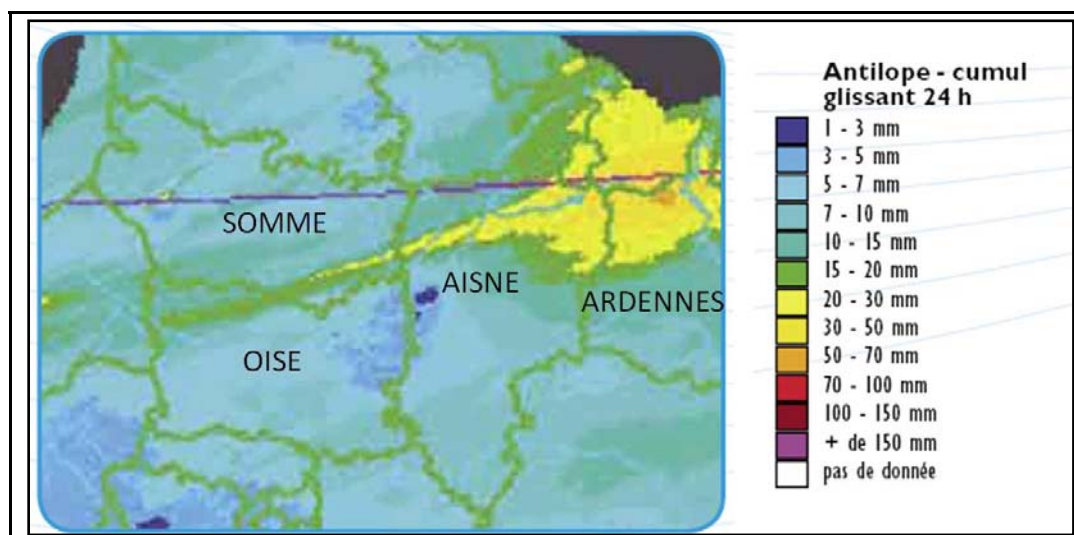 SOMME
AISNE
ARDENNES
OISE
Antilope - cumul
glissant 24 h
1 - 3 mm
3 - 5 mm
5 - 7 mm
7 - 10 mm
10 - 15 mm
15 - 20 mm
20 - 30 mm
30 - 50 mm
50 - 70 mm
70 - 100 mm
100 - 150 mm
+ de 150 mm
pas de donnée